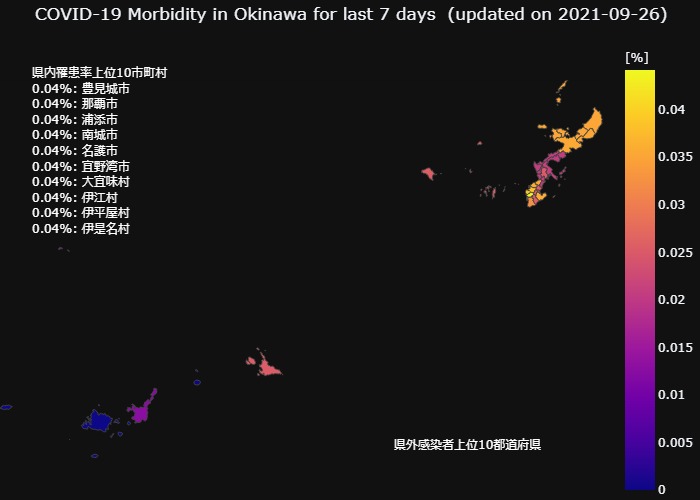 COVID-19 Morbidity in Okinawa for last 7 days  (updated on 2021-09-26)
[%]
県内罹患率上位10市町村
0.04%: 豊見城市
0.04%: 那覇市
0.04%: 浦添市
0.04%: 南城市
0.04%: 名護市
0.04%: 宜野湾市
0.04%: 大宜味村
0.04%: 伊江村
0.04%: 伊平屋村
0.04%: 伊是名村
0.04
0.035
0.03
0.025
0.02
0.015
0.01
0.005
0
県外感染者上位10都道府県